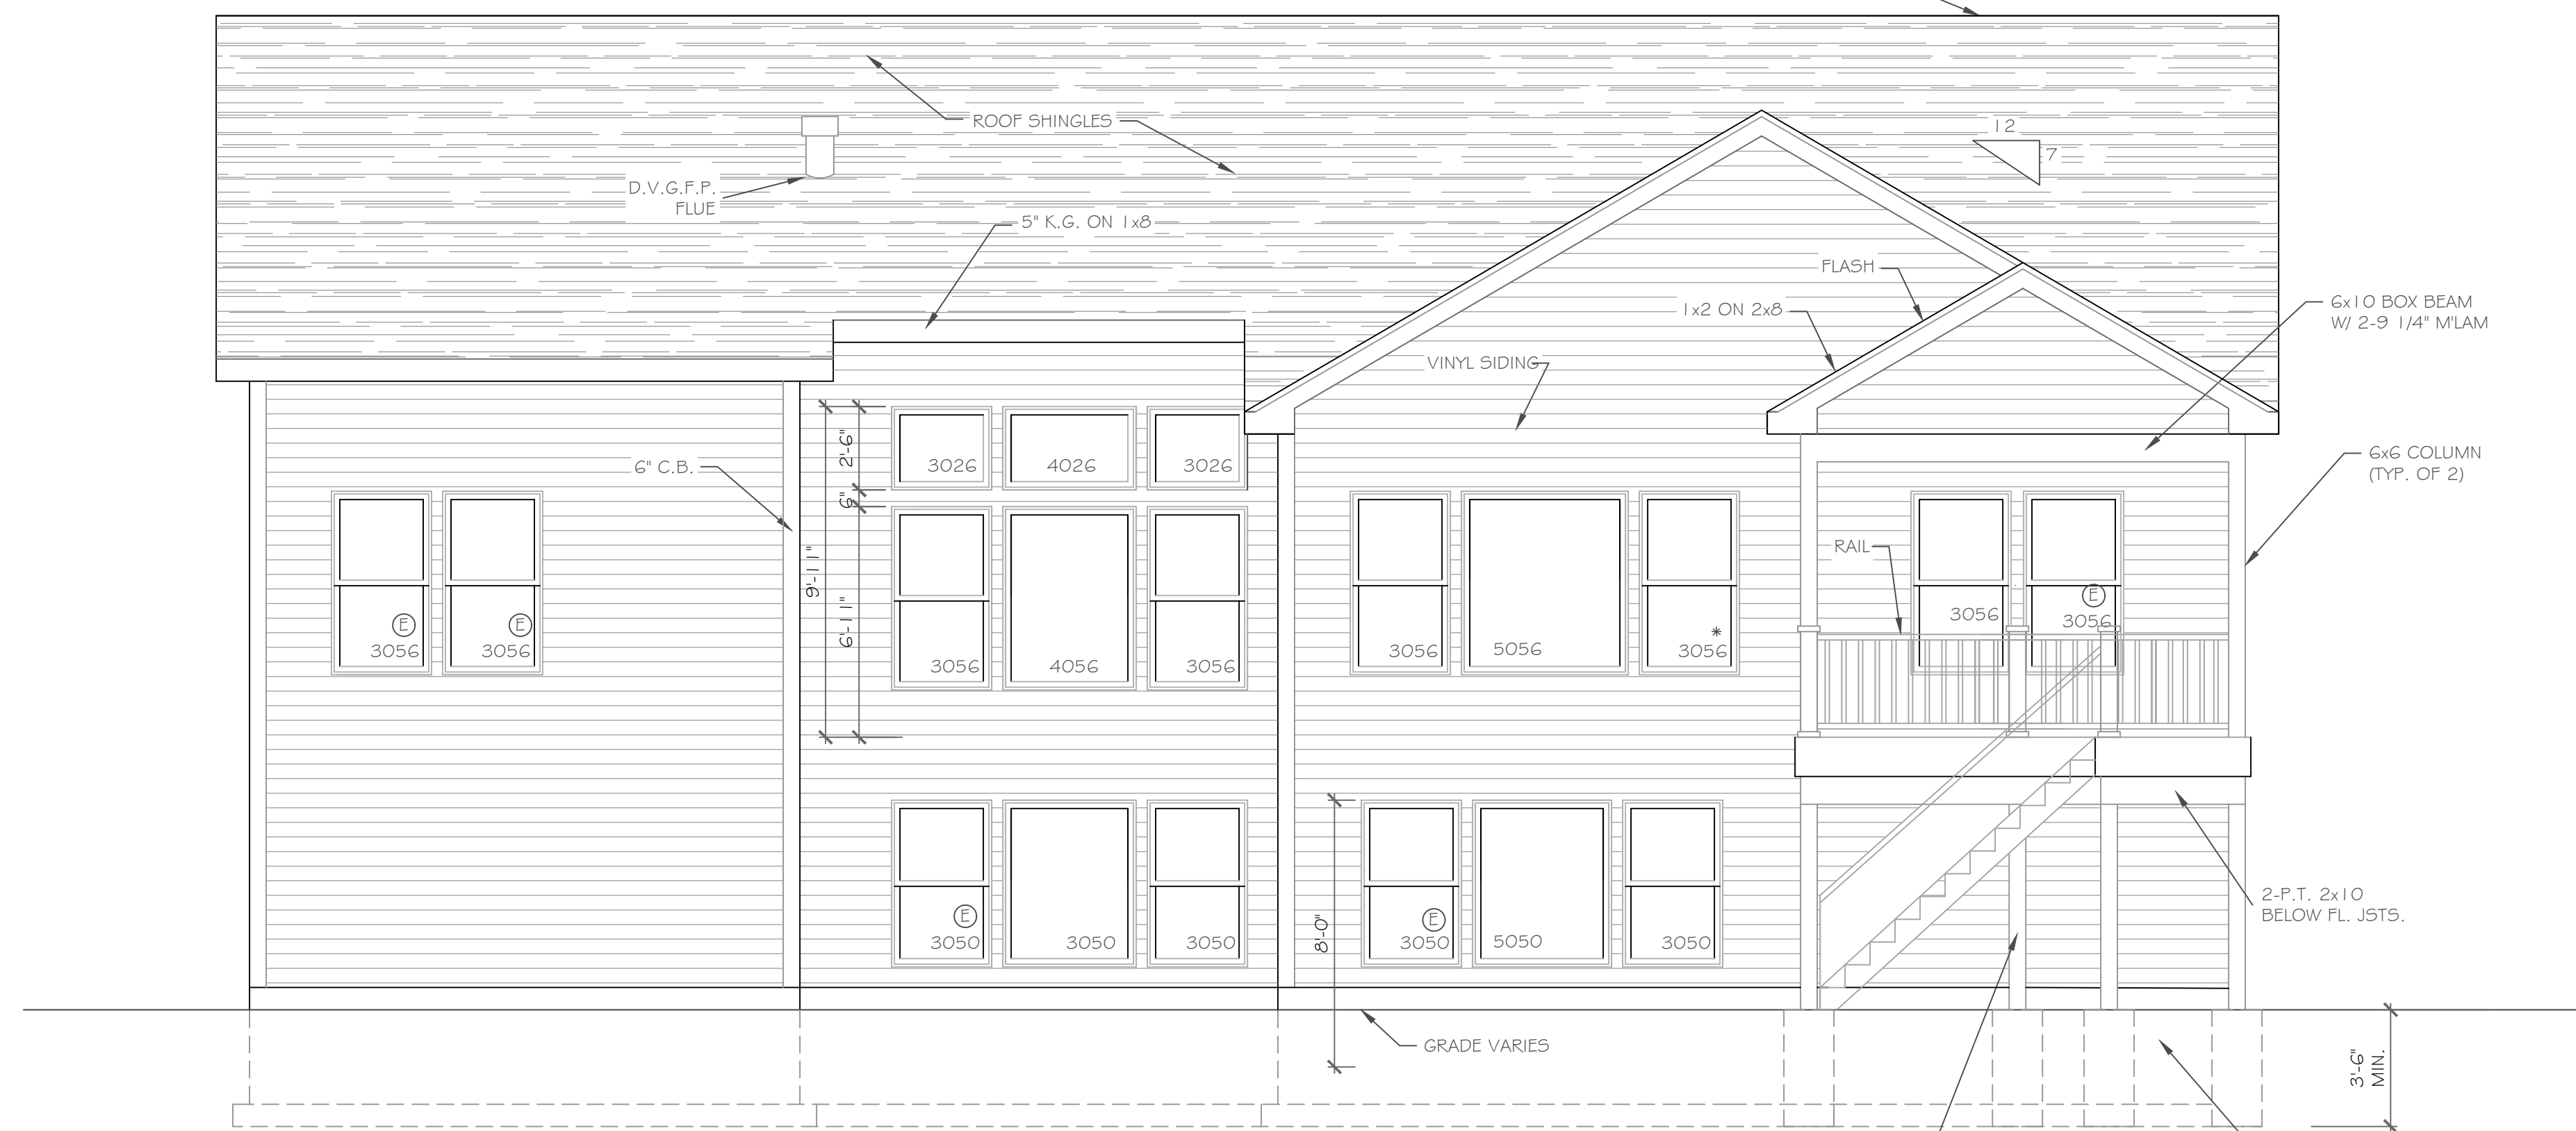 12
7
ROOF SHINGLES
D.V.G.F.P.
FLUE
5" K.G. ON 1x8
FLASH
1x2 ON 2x8
6x10 BOX BEAM
W/ 2-9 1/4" M'LAM
VINYL SIDING
6" C.B.
6x6 COLUMN
(TYP. OF 2)
2'-6"
6"
9'-11"
6'-11"
3026
4026
3026
RAIL
E
3056
E
3056
3056
4056
3056
3056
5056
*
3056
3056
E
3056
E
3050
3050
3050
8'-0"
E
3050
5050
3050
2-P.T. 2x10
BELOW FL. JSTS.
GRADE VARIES
3'-6"
MIN.